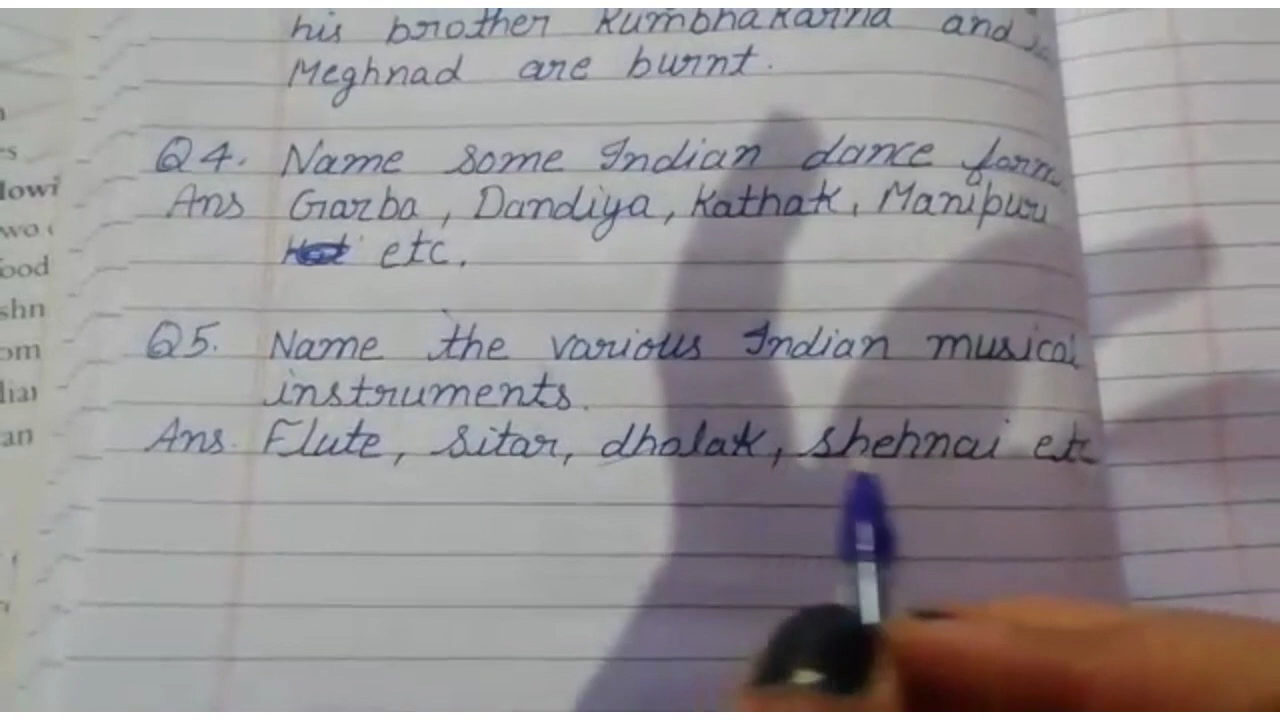 his brother Kumbhakarna and
Meghnad are burnt.
Q4. Name some Indian dance form
Ans Garba, Dandiya, Kathak, Manipuri
etc.
Q5. Name the various Indian musical
instruments.
Ans. Flute, Sitar, dholak, shehnai etc